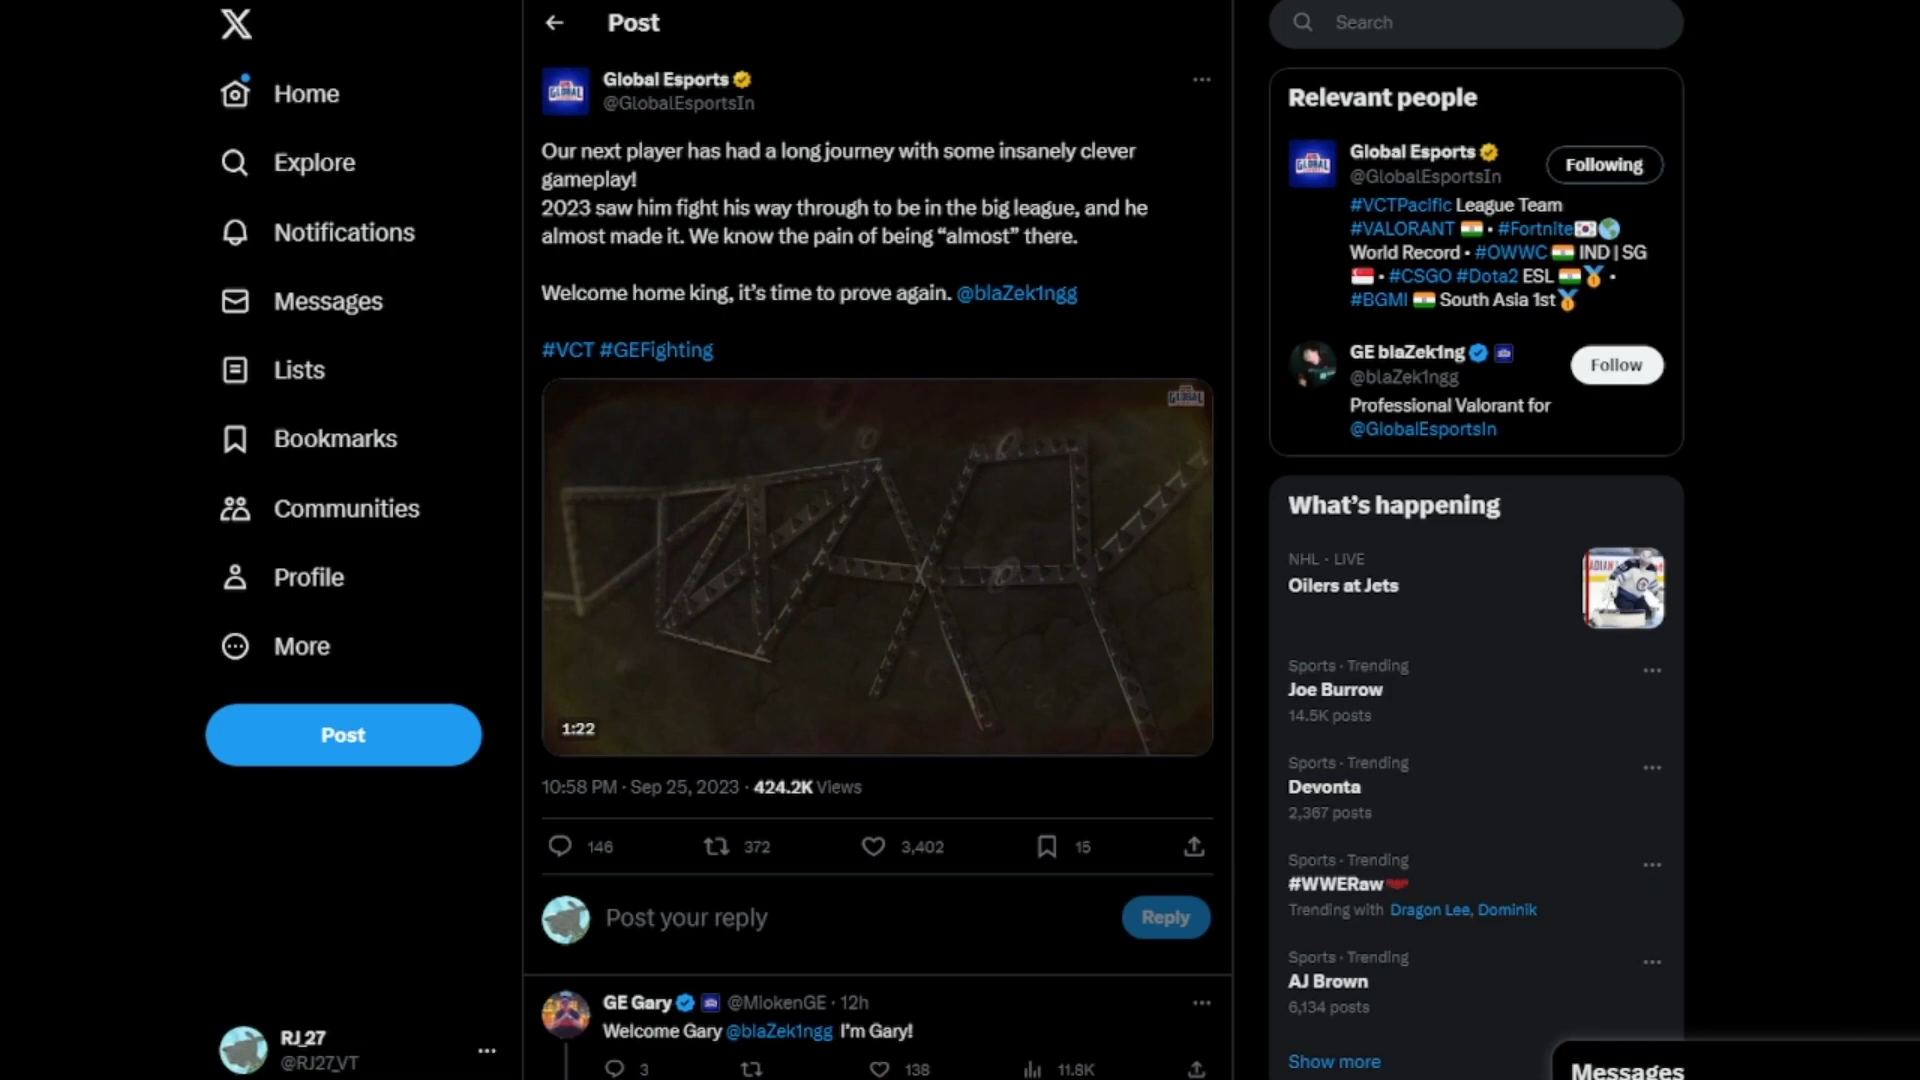 Home
Explore
Notifications
Messages
Lists
Bookmarks
Communities
Profile
More
Post
RJ_27
@RJ27_VT
Post
Global Esports
@GlobalEsportsIn
Our next player has had a long journey with some insanely clever
gameplay!
2023 saw him fight his way through to be in the big league, and he
almost made it. We know the pain of being “almost” there.
Welcome home king, it’s time to prove again. @blaZek1ngg
#VCT #GEFighting
GLOBAL
1:22
10:58 PM · Sep 25, 2023 · 424.2K Views
146 372 3,402 15
Post your reply
Reply
GE Gary @MlokenGE · 12h
Welcome Gary @blaZek1ngg I’m Gary!
3 138 11.8K
Search
Relevant people
Global Esports
@GlobalEsportsIn
Following
#VCTPacific League Team
#VALORANT 🇮🇳 • #Fortnite🇰🇷🌏
World Record • #OWWC 🇮🇳 IND | SG
🇸🇬 • #CSGO #Dota2 ESL 🇮🇳🥇 •
#BGMI 🇮🇳 South Asia 1st🥇
GE blaZek1ng
@blaZek1ngg
Follow
Professional Valorant for
@GlobalEsportsIn
What’s happening
NHL · LIVE
Oilers at Jets
Sports · Trending
Joe Burrow
14.5K posts
Sports · Trending
Devonta
2,367 posts
Sports · Trending
#WWERaw
Trending with Dragon Lee, Dominik
Sports · Trending
AJ Brown
6,134 posts
Show more
Messages